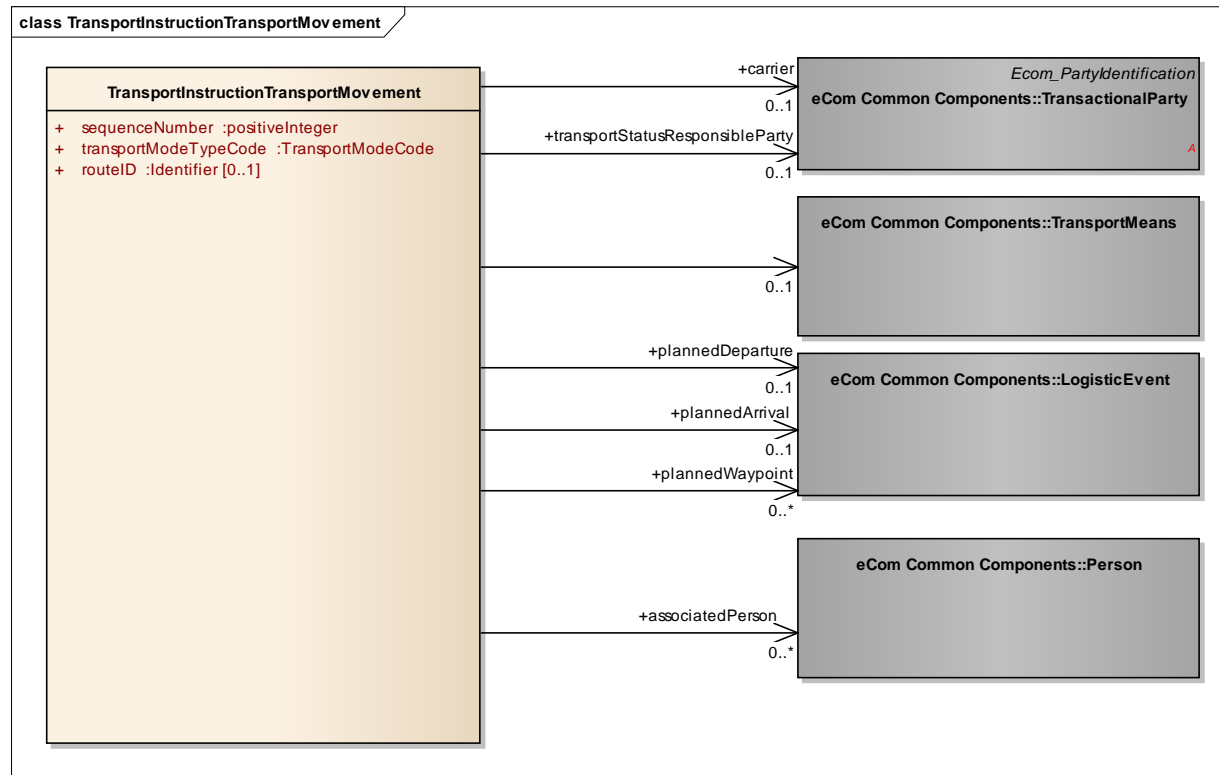 class TransportInstructionTransportMovement
TransportInstructionTransportMovement
+ sequenceNumber :positiveInteger
+ transportModeTypeCode :TransportModeCode
+ routeID :Identifier [0..1]
+carrier
0..1
+transportStatusResponsibleParty
0..1
Ecom_PartyIdentification
eCom Common Components::TransactionalParty
A
eCom Common Components::TransportMeans
0..1
+plannedDeparture
0..1
eCom Common Components::LogisticEvent
+plannedArrival
0..1
+plannedWaypoint
0..*
eCom Common Components::Person
+associatedPerson
0..*